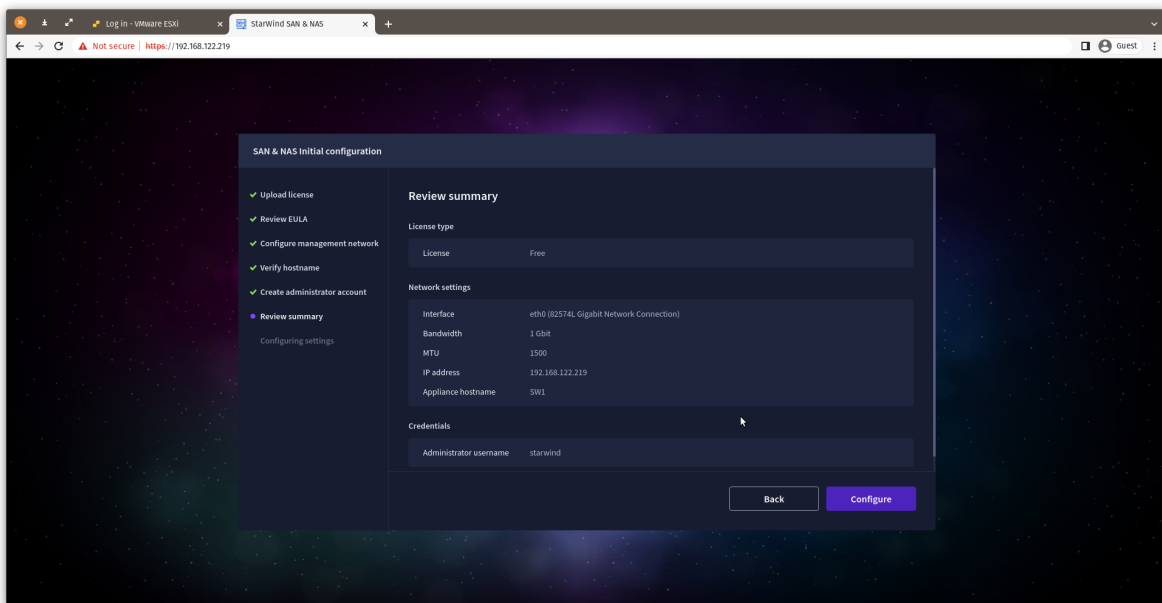 Log in - VMware ESXi
StarWind SAN & NAS
Not secure | https://192.168.122.219
Guest
SAN & NAS Initial configuration
Upload license
Review EULA
Configure management network
Verify hostname
Create administrator account
Review summary
Configuring settings
Review summary
License type
License Free
Network settings
Interface eth0 (82574L Gigabit Network Connection)
Bandwidth 1 Gbit
MTU 1500
IP address 192.168.122.219
Appliance hostname SW1
Credentials
Administrator username starwind
Back Configure